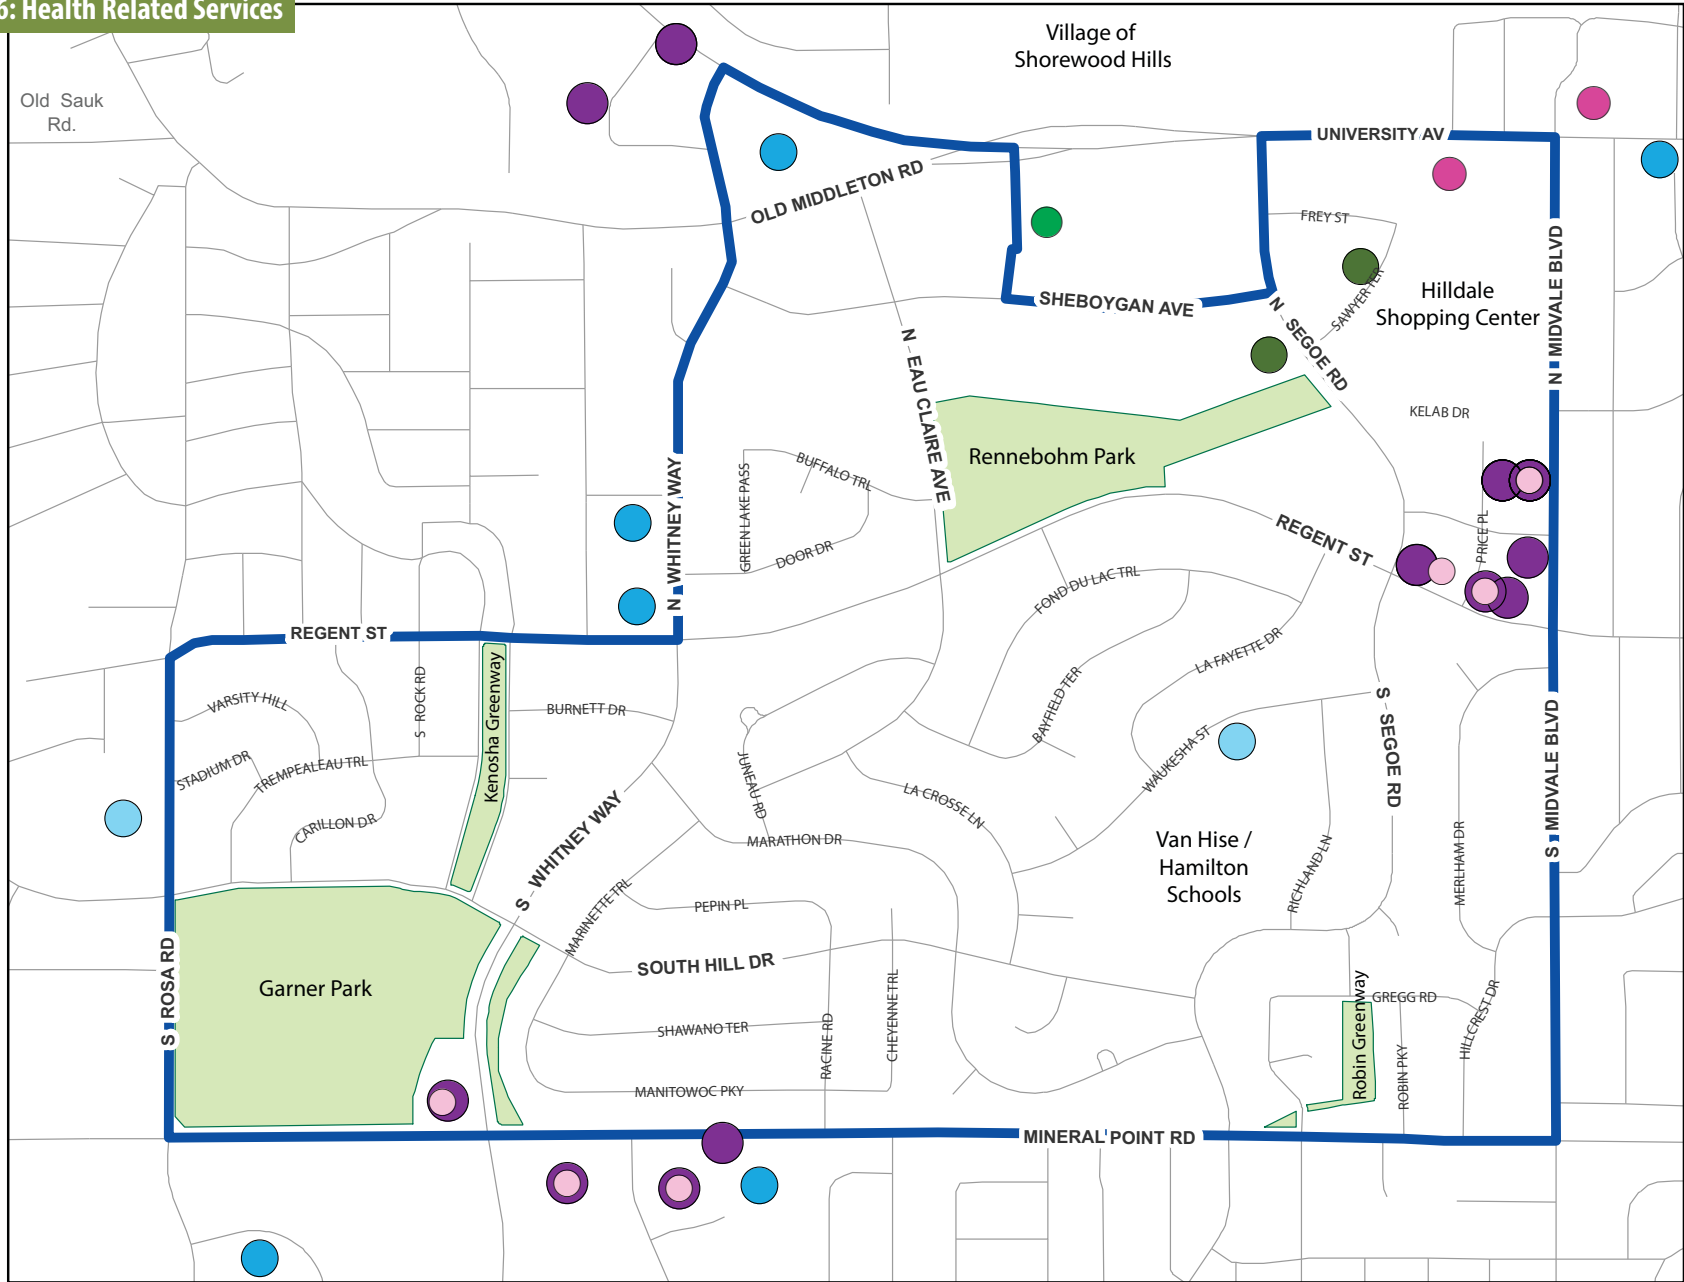 6: Health Related Services
Village of
Shorewood Hills
Old Sauk
Rd.
UNIVERSITY AV
OLD MIDDLETON RD
FREY ST
SAWYER TER
Hilldale
Shopping Center
N MIDVALE BLVD
SHEBOYGAN AVE
N SEGOE RD
N EAU CLAIRE AVE
KELAB DR
Rennebohm Park
BUFFALO TRL
GREEN LAKE PASS
DOOR DR
N WHITNEY WAY
REGENT ST
PRICE PL
FOND DU LAC TRL
REGENT ST
LA FAYETTE DR
BAYFIELD TER
Kenosha Greenway
S ROCK RD
VARSITY HILL
BURNETT DR
S SEGOE RD
S MIDVALE BLVD
STADIUM DR
TREMPEALEAU TRL
JUNEAU RD
WAUKESHA ST
LA CROSSE LN
CARILLON DR
MARATHON DR
S WHITNEY WAY
Van Hise /
Hamilton
Schools
RICHLAND LN
MERLHAM DR
MARINETTE TRL
PEPIN PL
SOUTH HILL DR
S ROSA RD
Garner Park
CHEYENNE TRL
GREGG RD
HILLCREST DR
SHAWANO TER
RACINE RD
Robin Greenway
ROBIN PKY
MANITOWOC PKY
MINERAL POINT RD